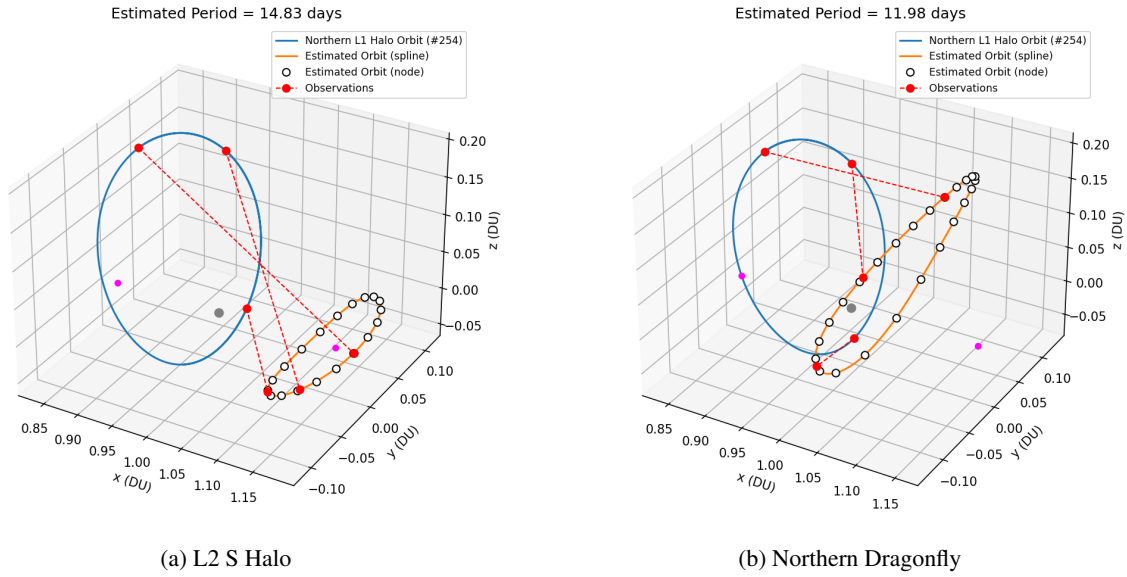 Estimated Period = 14.83 days
Northern L1 Halo Orbit (#254)
Estimated Orbit (spline)
Estimated Orbit (node)
Observations
0.20
0.15
0.10
0.05
0.00
−0.05
z (DU)
0.10
0.05
0.00
−0.05
−0.10
y (DU)
0.85
0.90
0.95
1.00
1.05
1.10
1.15
x (DU)
(a) L2 S Halo
Estimated Period = 11.98 days
Northern L1 Halo Orbit (#254)
Estimated Orbit (spline)
Estimated Orbit (node)
Observations
0.20
0.15
0.10
0.05
0.00
−0.05
z (DU)
0.10
0.05
0.00
−0.05
−0.10
y (DU)
0.85
0.90
0.95
1.00
1.05
1.10
1.15
x (DU)
(b) Northern Dragonfly